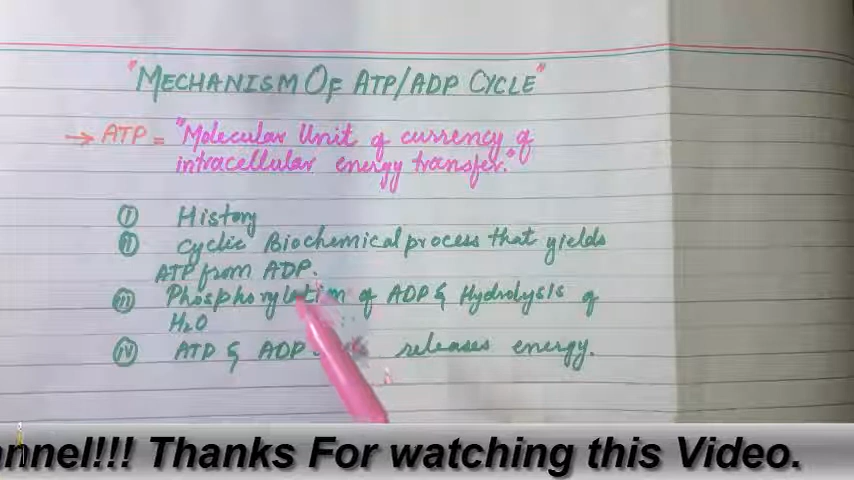 "MECHANISM OF ATP/ADP CYCLE"
→ ATP = "Molecular Unit of currency of
intracellular energy transfer."
(I) History
(II) Cyclic Biochemical process that yields
ATP from ADP.
(III) Phosphorylation of ADP & Hydrolysis of
H2O
(IV) ATP & ADP releases energy.
annel!!! Thanks For watching this Video.